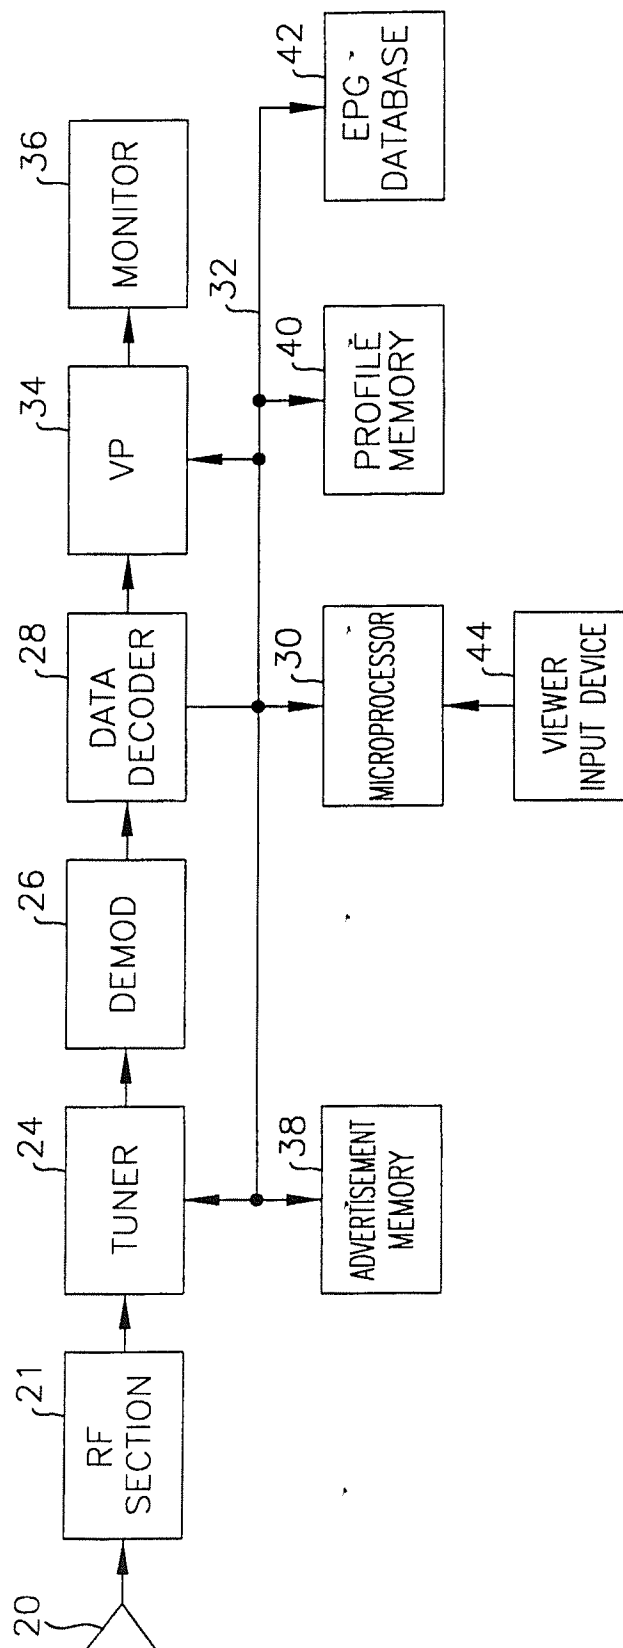 20
21
RF
SECTION
24
TUNER
26
DEMOD
28
DATA
DECODER
34
VP
36
MONITOR
32
38
ADVERTISEMENT
MEMORY
30
MICROPROCESSOR
40
PROFILE
MEMORY
42
EPG
DATABASE
44
VIEWER
INPUT DEVICE